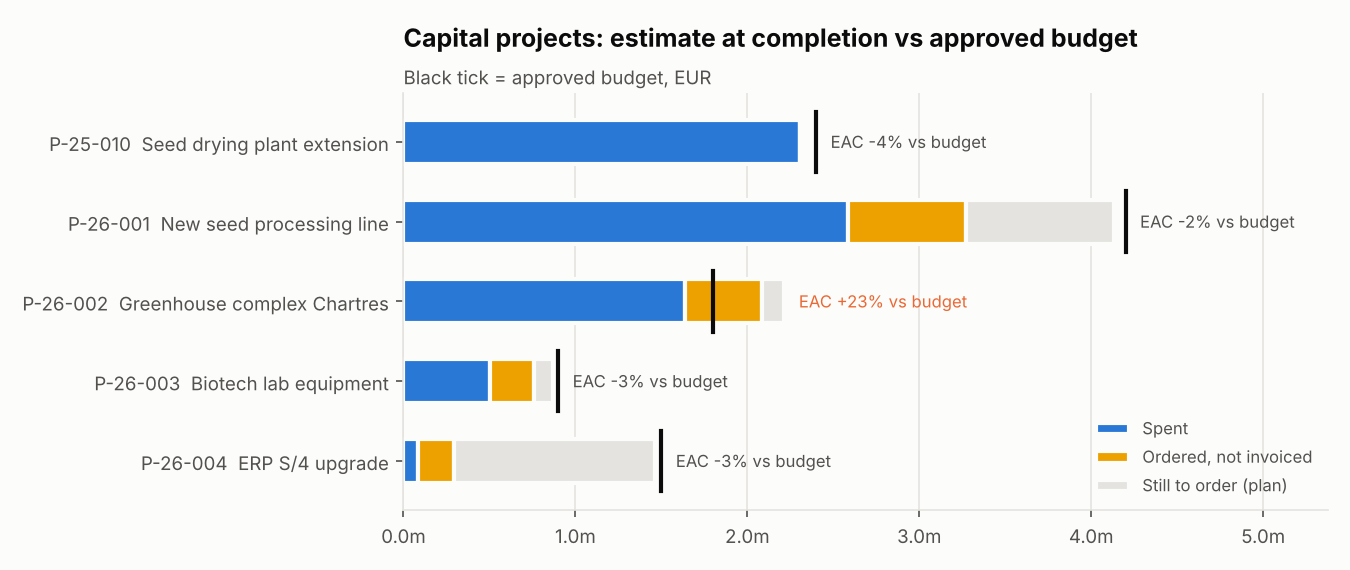 Capital projects: estimate at completion vs approved budget
Black tick = approved budget, EUR
P-25-010  Seed drying plant extension
EAC -4% vs budget
P-26-001  New seed processing line
EAC -2% vs budget
P-26-002  Greenhouse complex Chartres
EAC +23% vs budget
P-26-003  Biotech lab equipment
EAC -3% vs budget
P-26-004  ERP S/4 upgrade
EAC -3% vs budget
Spent
Ordered, not invoiced
Still to order (plan)
0.0m 1.0m 2.0m 3.0m 4.0m 5.0m